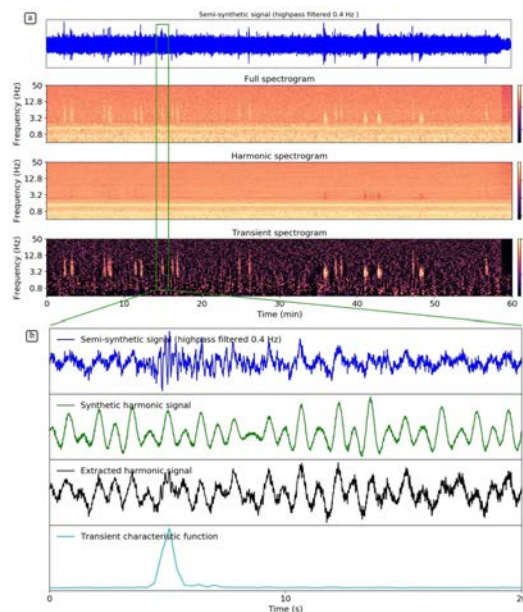 a
Semi-synthetic signal (highpass filtered 0.4 Hz )
Full spectrogram
Frequency (Hz)
50
12.8
3.2
0.8
Harmonic spectrogram
Frequency (Hz)
50
12.8
3.2
0.8
Transient spectrogram
Frequency (Hz)
50
12.8
3.2
0.8
0 10 20 30 40 50 60
Time (min)
b
Semi-synthetic signal (highpass filtered 0.4 Hz)
Synthetic harmonic signal
Extracted harmonic signal
Transient characteristic function
0 10 20
Time (s)